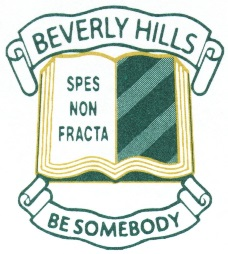 BEVERLY HILLS
SPES
NON
FRACTA
BE SOMEBODY